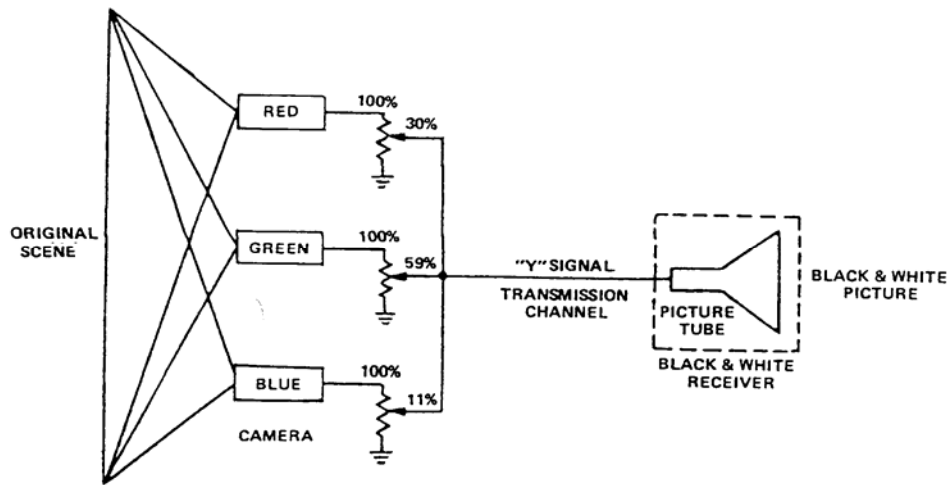 RED
100%
30%
ORIGINAL
SCENE
GREEN
100%
59%
"Y" SIGNAL
TRANSMISSION
CHANNEL
PICTURE
TUBE
BLACK & WHITE
PICTURE
BLACK & WHITE
RECEIVER
BLUE
100%
11%
CAMERA